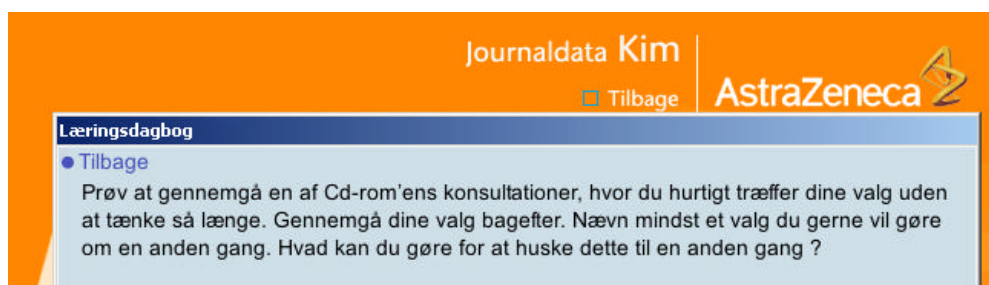 Journaldata Kim
Tilbage
AstraZeneca
Læringsdagbog
Tilbage
Prøv at gennemgå en af Cd-rom'ens konsultationer, hvor du hurtigt træffer dine valg uden
at tænke så længe. Gennemgå dine valg bagefter. Nævn mindst et valg du gerne vil gøre
om en anden gang. Hvad kan du gøre for at huske dette til en anden gang ?